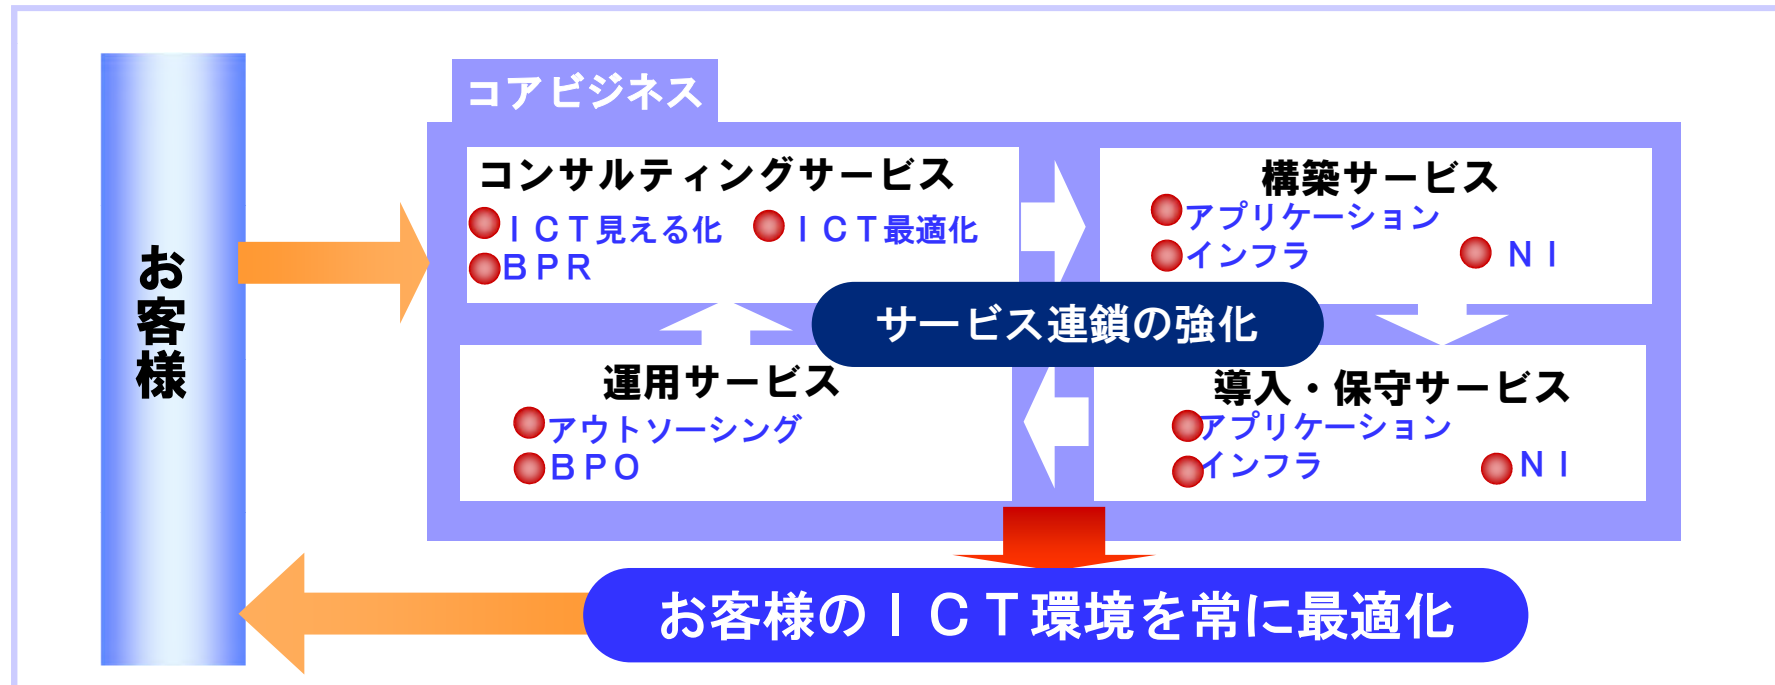 お客様
コアビジネス
コンサルティングサービス
ＩＣＴ見える化 ＩＣＴ最適化
ＢＰＲ
構築サービス
アプリケーション
インフラ ＮＩ
サービス連鎖の強化
運用サービス
アウトソーシング
ＢＰＯ
導入・保守サービス
アプリケーション
インフラ ＮＩ
お客様のＩＣＴ環境を常に最適化